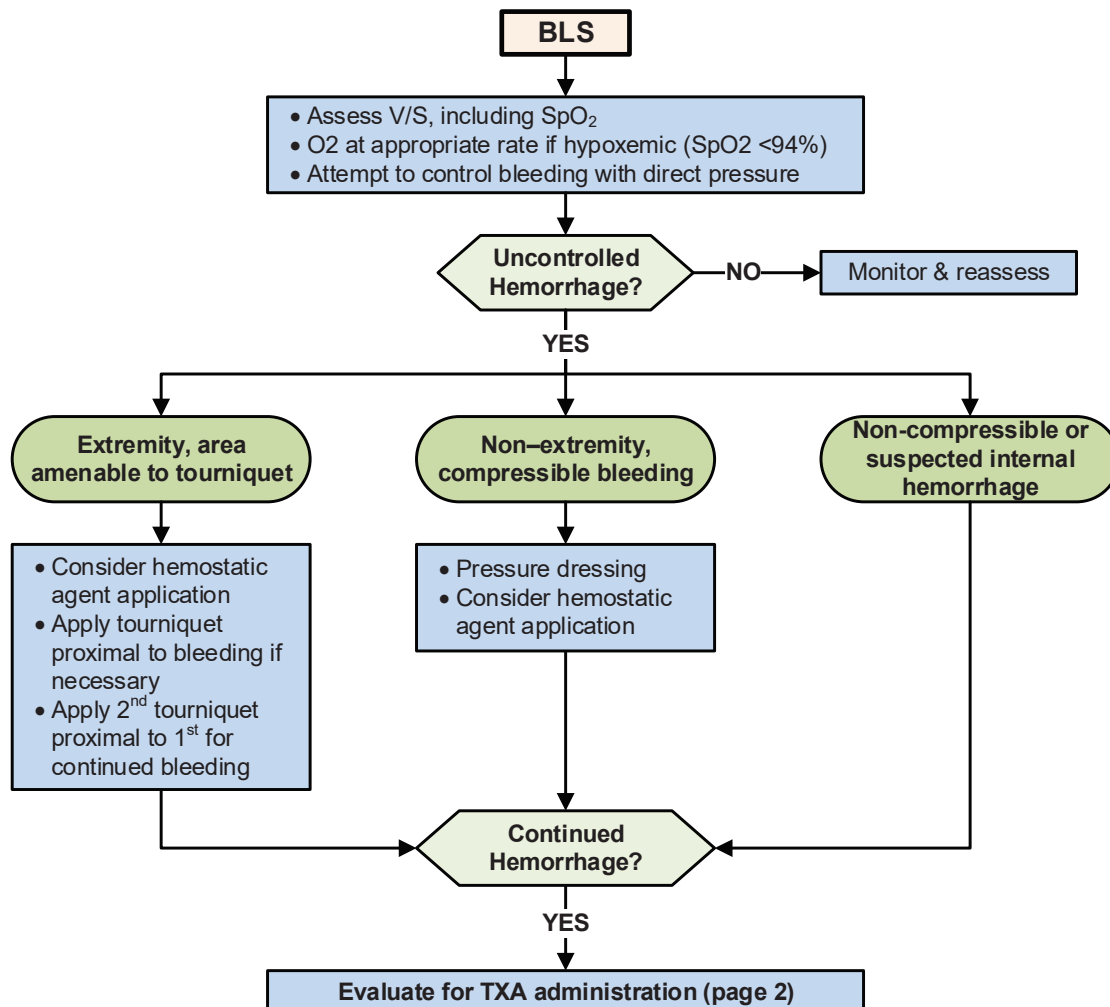 BLS
• Assess V/S, including SpO₂
• O2 at appropriate rate if hypoxemic (SpO2 <94%)
• Attempt to control bleeding with direct pressure
Uncontrolled
Hemorrhage?
NO
Monitor & reassess
YES
Extremity, area
amenable to tourniquet
Non–extremity,
compressible bleeding
Non-compressible or
suspected internal
hemorrhage
• Consider hemostatic
agent application
• Apply tourniquet
proximal to bleeding if
necessary
• Apply 2nd tourniquet
proximal to 1st for
continued bleeding
• Pressure dressing
• Consider hemostatic
agent application
Continued
Hemorrhage?
YES
Evaluate for TXA administration (page 2)